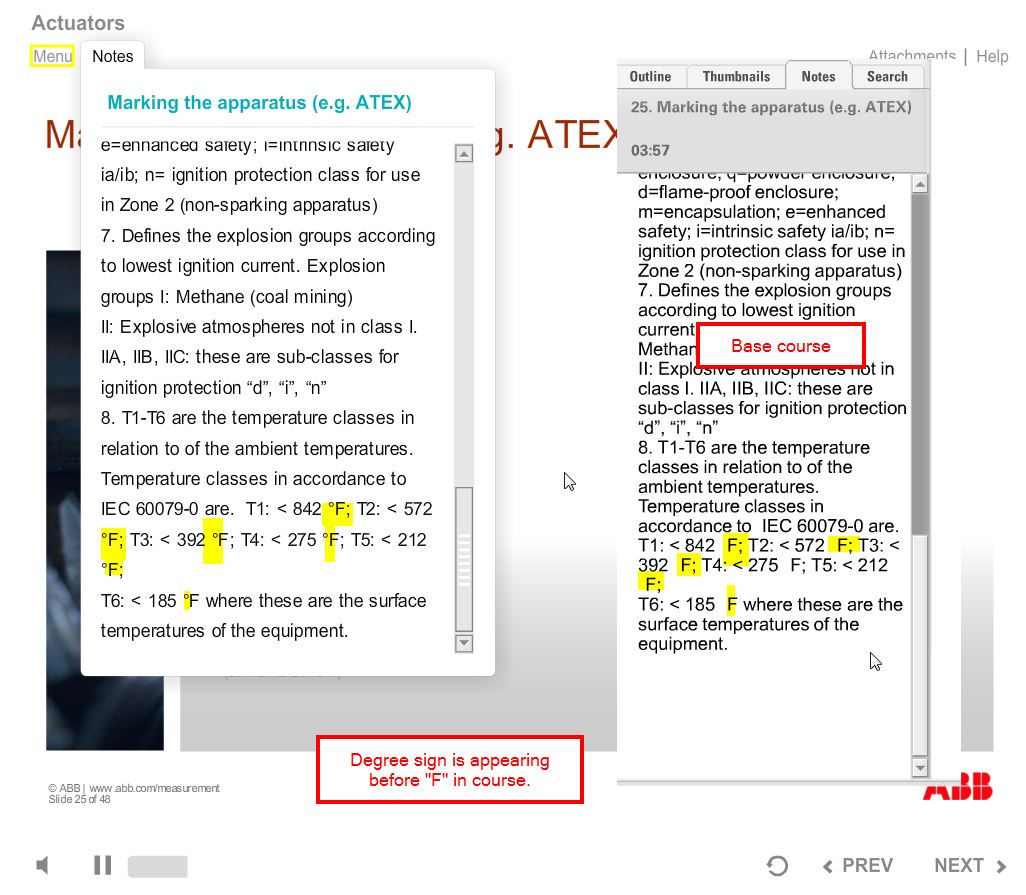 Actuators
Menu
Notes
Attachments | Help
Marking the apparatus (e.g. ATEX)
e=enhanced safety; i=intrinsic safety
ia/ib; n= ignition protection class for use
in Zone 2 (non-sparking apparatus)
7. Defines the explosion groups according
to lowest ignition current. Explosion
groups I: Methane (coal mining)
II: Explosive atmospheres not in class I.
IIA, IIB, IIC: these are sub-classes for
ignition protection “d”, “i”, “n”
8. T1-T6 are the temperature classes in
relation to of the ambient temperatures.
Temperature classes in accordance to
IEC 60079-0 are.  T1: < 842 °F; T2: < 572
°F; T3: < 392 °F; T4: < 275 °F; T5: < 212
°F;
T6: < 185 °F where these are the surface
temperatures of the equipment.
Ma
g. ATEX
Outline
Thumbnails
Notes
Search
25. Marking the apparatus (e.g. ATEX)
03:57
enclosure; q=powder enclosure;
d=flame-proof enclosure;
m=encapsulation; e=enhanced
safety; i=intrinsic safety ia/ib; n=
ignition protection class for use in
Zone 2 (non-sparking apparatus)
7. Defines the explosion groups
according to lowest ignition
current
Methan
Base course
II: Explosive atmospheres not in
class I. IIA, IIB, IIC: these are
sub-classes for ignition protection
“d”, “i”, “n”
8. T1-T6 are the temperature
classes in relation to of the
ambient temperatures.
Temperature classes in
accordance to  IEC 60079-0 are.
T1: < 842  F; T2: < 572  F; T3: <
392  F; T4: < 275  F; T5: < 212
F;
T6: < 185  F where these are the
surface temperatures of the
equipment.
Degree sign is appearing
before "F" in course.
© ABB | www.abb.com/measurement
Slide 25 of 48
ABB
PREV
NEXT